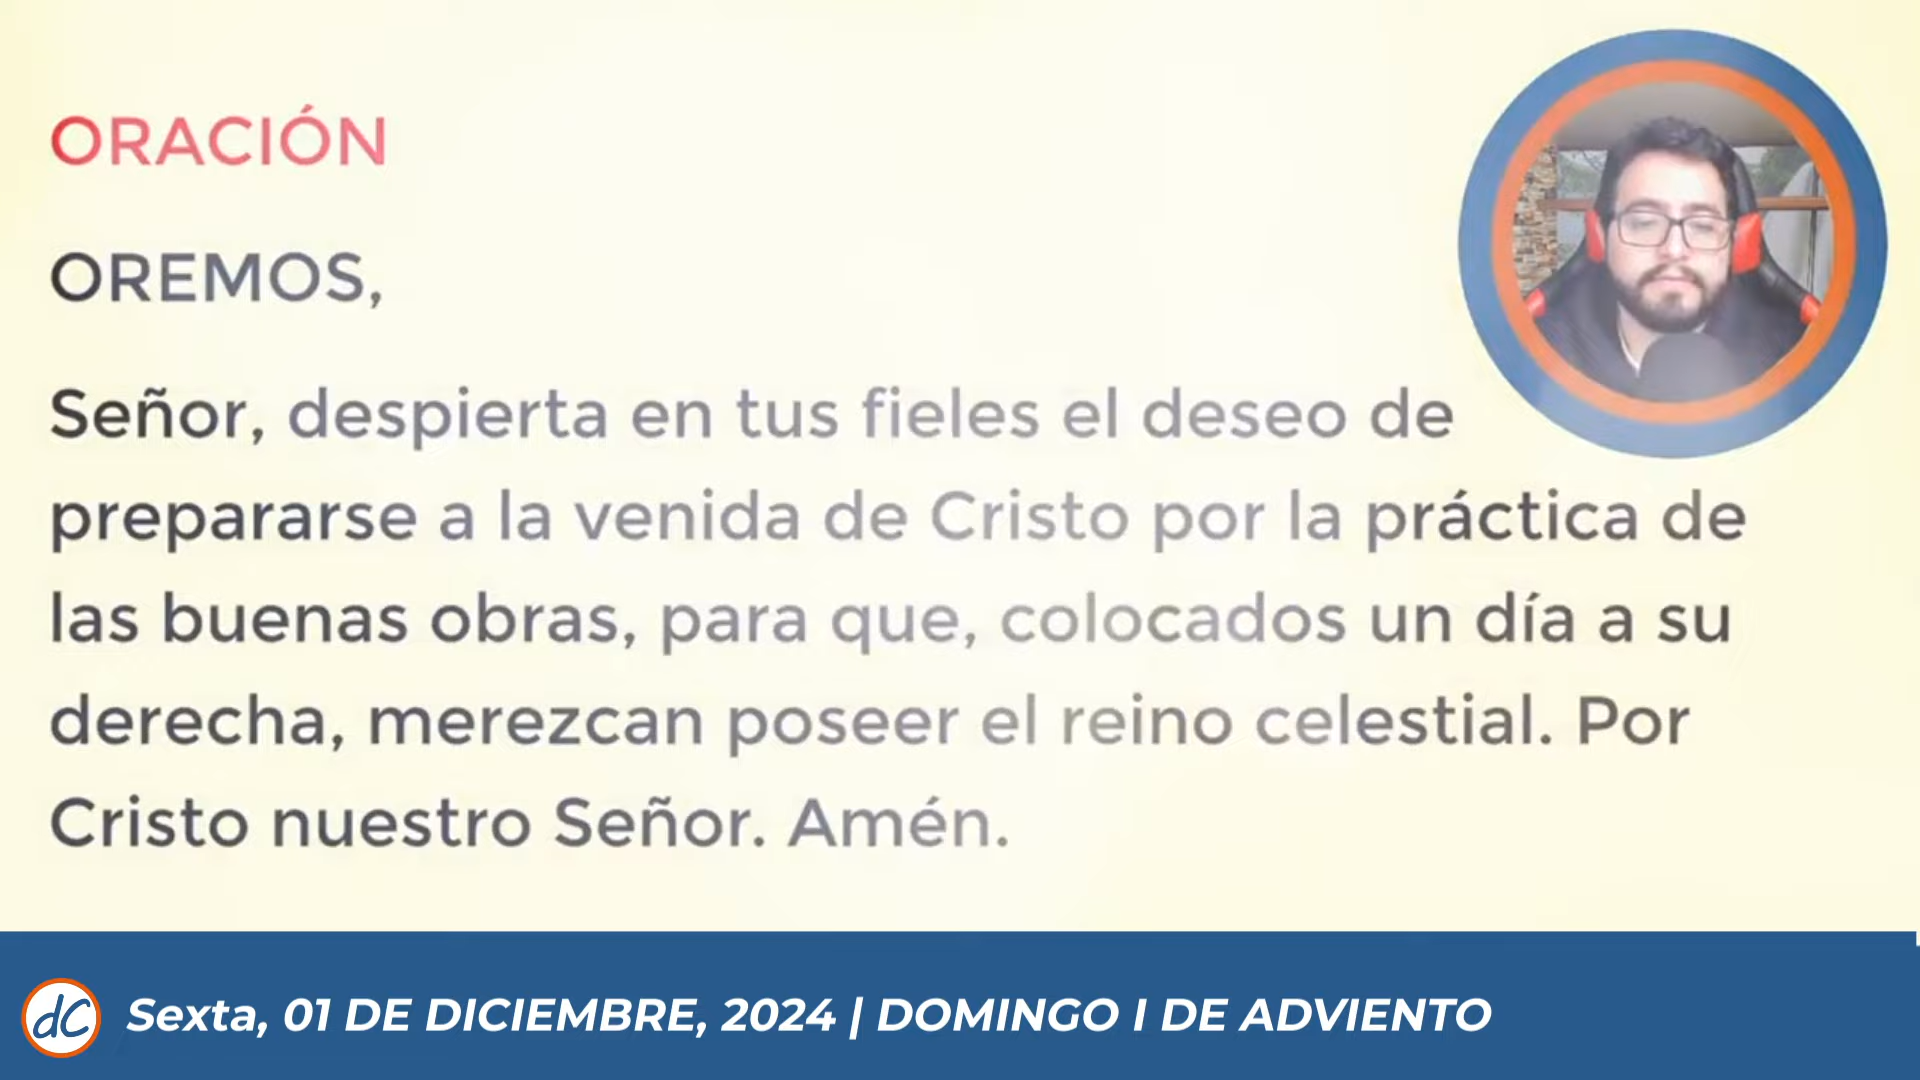 ORACIÓN
OREMOS,
Señor, despierta en tus fieles el deseo de
prepararse a la venida de Cristo por la práctica de
las buenas obras, para que, colocados un día a su
derecha, merezcan poseer el reino celestial. Por
Cristo nuestro Señor. Amén.
dC Sexta, 01 DE DICIEMBRE, 2024 | DOMINGO I DE ADVIENTO